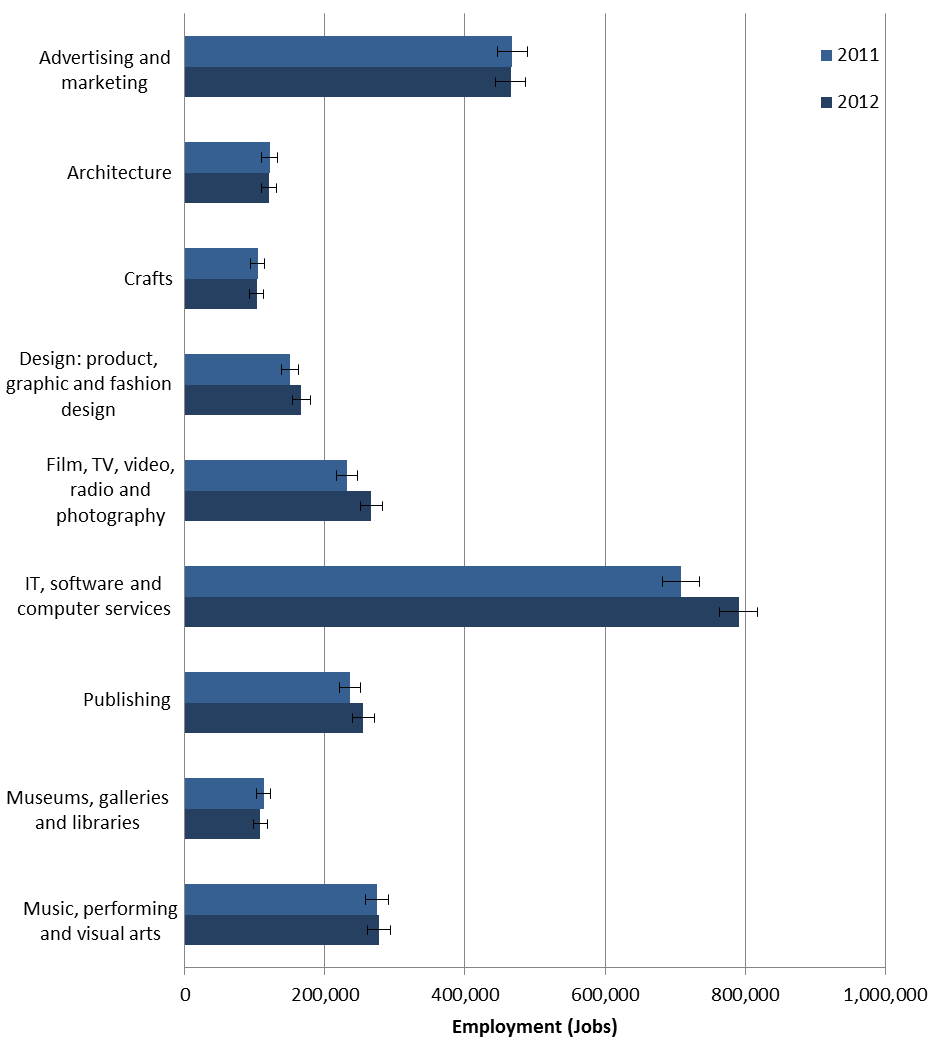 Advertising and
marketing
2011
2012
Architecture
Crafts
Design: product,
graphic and fashion
design
Film, TV, video,
radio and
photography
IT, software and
computer services
Publishing
Museums, galleries
and libraries
Music, performing
and visual arts
0 200,000 400,000 600,000 800,000 1,000,000
Employment (Jobs)